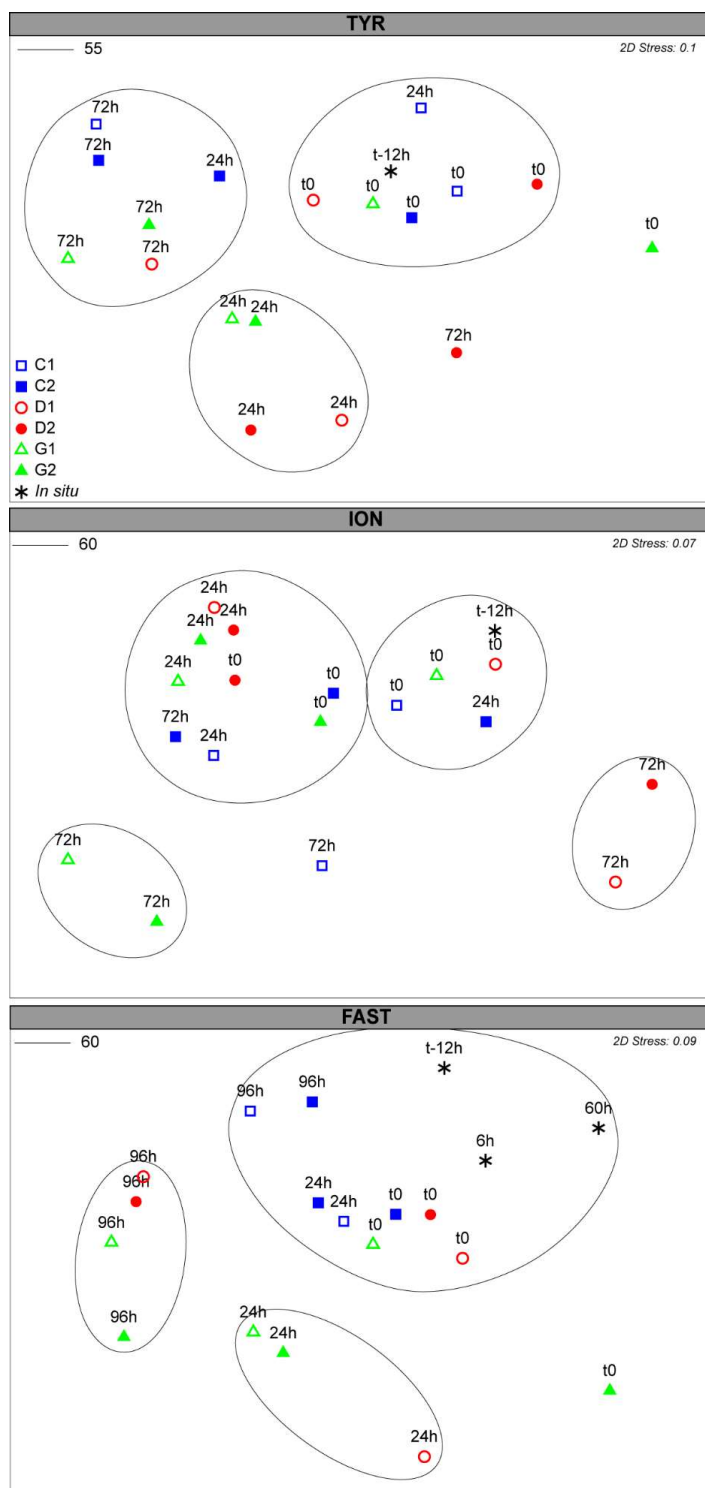 TYR
55
2D Stress: 0.1
72h
24h
72h
24h
t-12h
t0
t0
t0
t0
t0
72h
72h
72h
t0
24h
24h
72h
24h
24h
C1
C2
D1
D2
G1
G2
In situ
ION
60
2D Stress: 0.07
24h
24h
24h
t-12h
t0
24h
t0
t0
t0
t0
t0
72h
24h
24h
72h
72h
72h
72h
72h
FAST
60
2D Stress: 0.09
t-12h
96h
96h
60h
6h
96h
96h
24h
24h
t0
t0
t0
t0
96h
96h
24h
24h
t0
24h